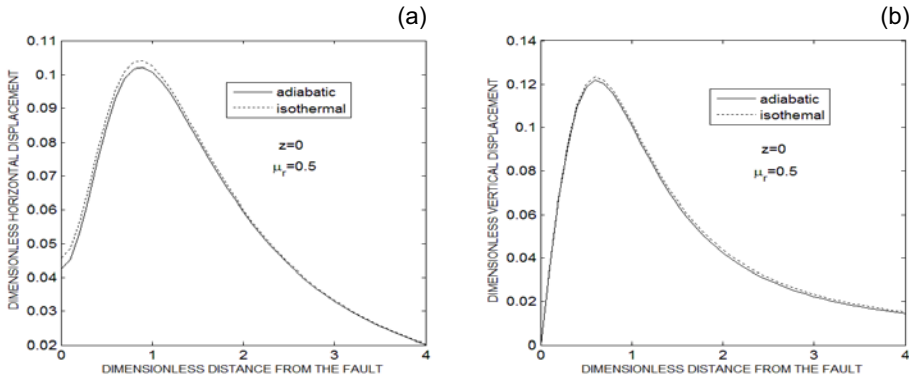 (a)
0.11
0.1
0.09
0.08
0.07
0.06
0.05
0.04
0.03
0.02
0
1
2
3
4
DIMENSIONLESS HORIZONTAL DISPLACEMENT
DIMENSIONLESS DISTANCE FROM THE FAULT
adiabatic
isothermal
z=0
μr=0.5
(b)
0.14
0.12
0.1
0.08
0.06
0.04
0.02
0
0
1
2
3
4
DIMENSIONLESS VERTICAL DISPLACEMENT
DIMENSIONLESS DISTANCE FROM THE FAULT
adiabatic
isothemal
z=0
μr=0.5